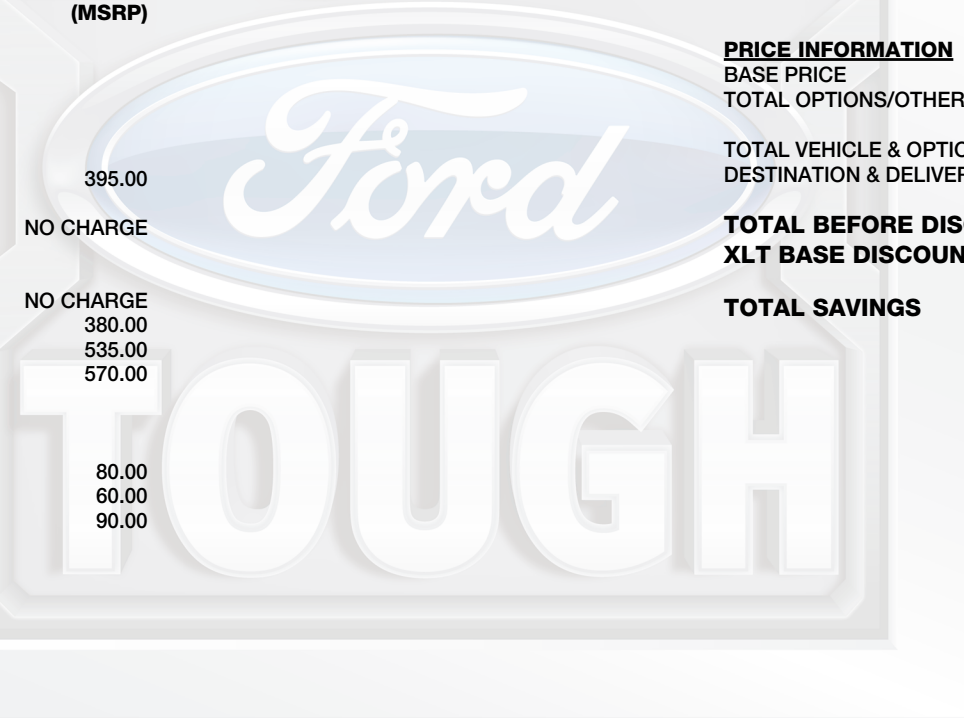 (MSRP)
395.00
NO CHARGE
NO CHARGE
380.00
535.00
570.00
80.00
60.00
90.00
PRICE INFORMATION
BASE PRICE
TOTAL OPTIONS/OTHER
TOTAL VEHICLE & OPTIO
DESTINATION & DELIVER
TOTAL BEFORE DIS
XLT BASE DISCOUN
TOTAL SAVINGS
Ford
TOUGH